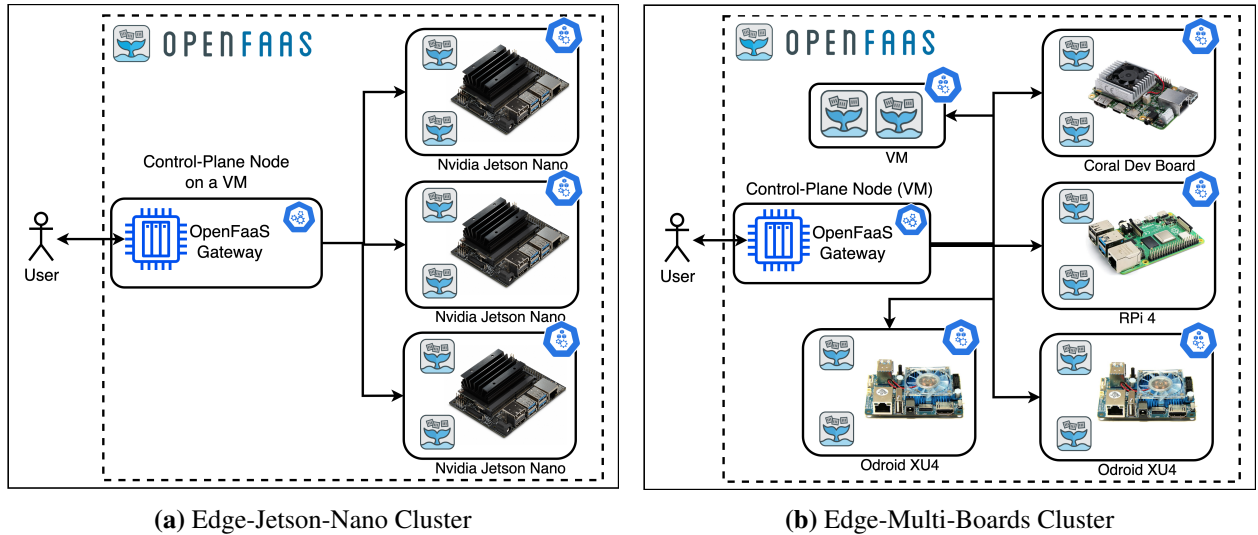 OPENFAAS
Nvidia Jetson Nano
Control-Plane Node
on a VM
OpenFaaS
Gateway
User
Nvidia Jetson Nano
Nvidia Jetson Nano
(a) Edge-Jetson-Nano Cluster
OPENFAAS
VM
Coral Dev Board
Control-Plane Node (VM)
OpenFaaS
Gateway
User
RPi 4
Odroid XU4
Odroid XU4
(b) Edge-Multi-Boards Cluster